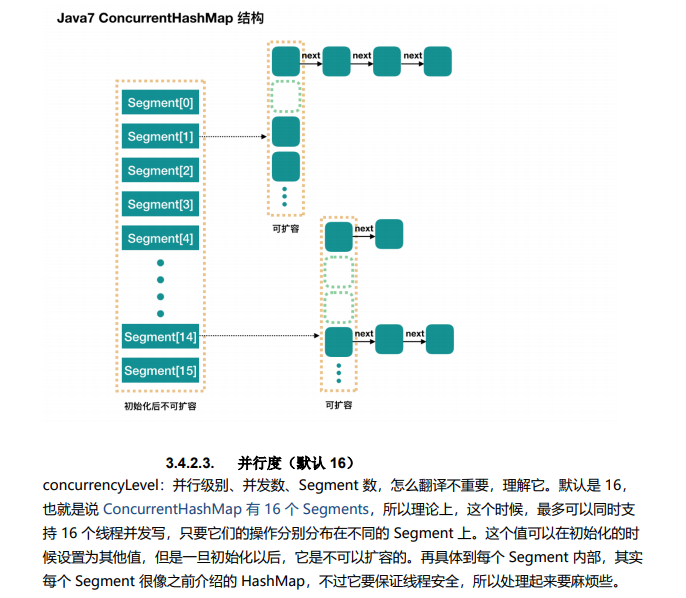 Java7 ConcurrentHashMap 结构
next
next
next
Segment[0]
Segment[1]
Segment[2]
Segment[3]
Segment[4]
可扩容
next
Segment[14]
next
next
Segment[15]
初始化后不可扩容
可扩容
3.4.2.3. 并行度（默认 16）
concurrencyLevel：并行级别、并发数、Segment 数，怎么翻译不重要，理解它。默认是 16，
也就是说 ConcurrentHashMap 有 16 个 Segments，所以理论上，这个时候，最多可以同时支
持 16 个线程并发写，只要它们的操作分别分布在不同的 Segment 上。这个值可以在初始化的时
候设置为其他值，但是一旦初始化以后，它是不可以扩容的。再具体到每个 Segment 内部，其实
每个 Segment 很像之前介绍的 HashMap，不过它要保证线程安全，所以处理起来要麻烦些。